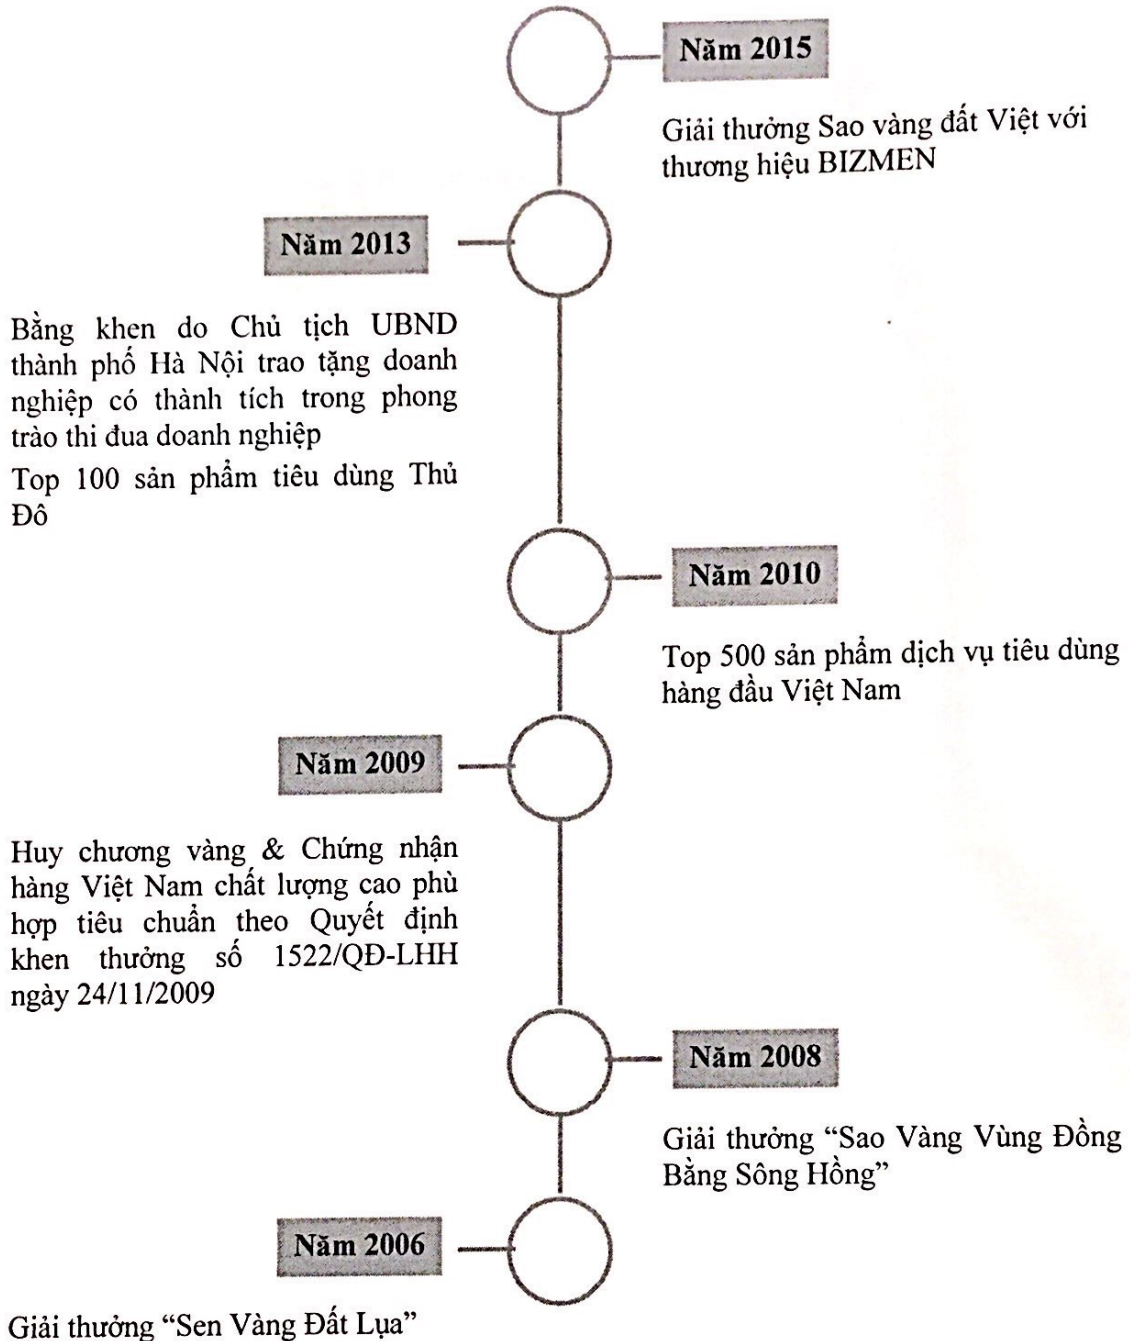 Năm 2015
Giải thưởng Sao vàng đất Việt với
thương hiệu BIZMEN
Năm 2013
Bằng khen do Chủ tịch UBND
thành phố Hà Nội trao tặng doanh
nghiệp có thành tích trong phong
trào thi đua doanh nghiệp
Top 100 sản phẩm tiêu dùng Thủ
Đô
Năm 2010
Top 500 sản phẩm dịch vụ tiêu dùng
hàng đầu Việt Nam
Năm 2009
Huy chương vàng & Chứng nhận
hàng Việt Nam chất lượng cao phù
hợp tiêu chuẩn theo Quyết định
khen thưởng số 1522/QĐ-LHH
ngày 24/11/2009
Năm 2008
Giải thưởng “Sao Vàng Vùng Đồng
Bằng Sông Hồng”
Năm 2006
Giải thưởng “Sen Vàng Đất Lụa”